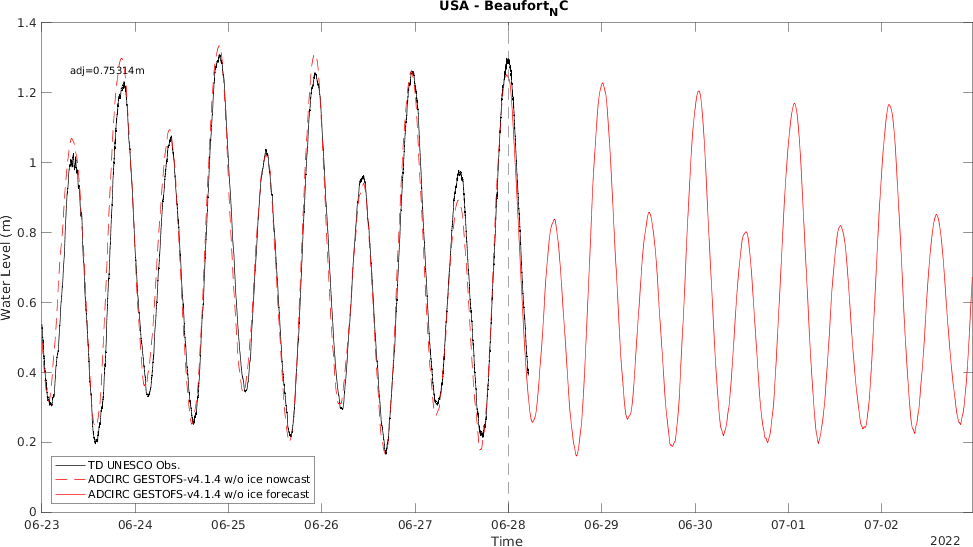 USA - Beaufort_NC
1.4
adj=0.75314m
1.2
1
0.8
0.6
0.4
0.2
0
Water Level (m)
TD UNESCO Obs.
ADCIRC GESTOFS-v4.1.4 w/o ice nowcast
ADCIRC GESTOFS-v4.1.4 w/o ice forecast
06-23 06-24 06-25 06-26 06-27 06-28 06-29 06-30 07-01 07-02
Time
2022